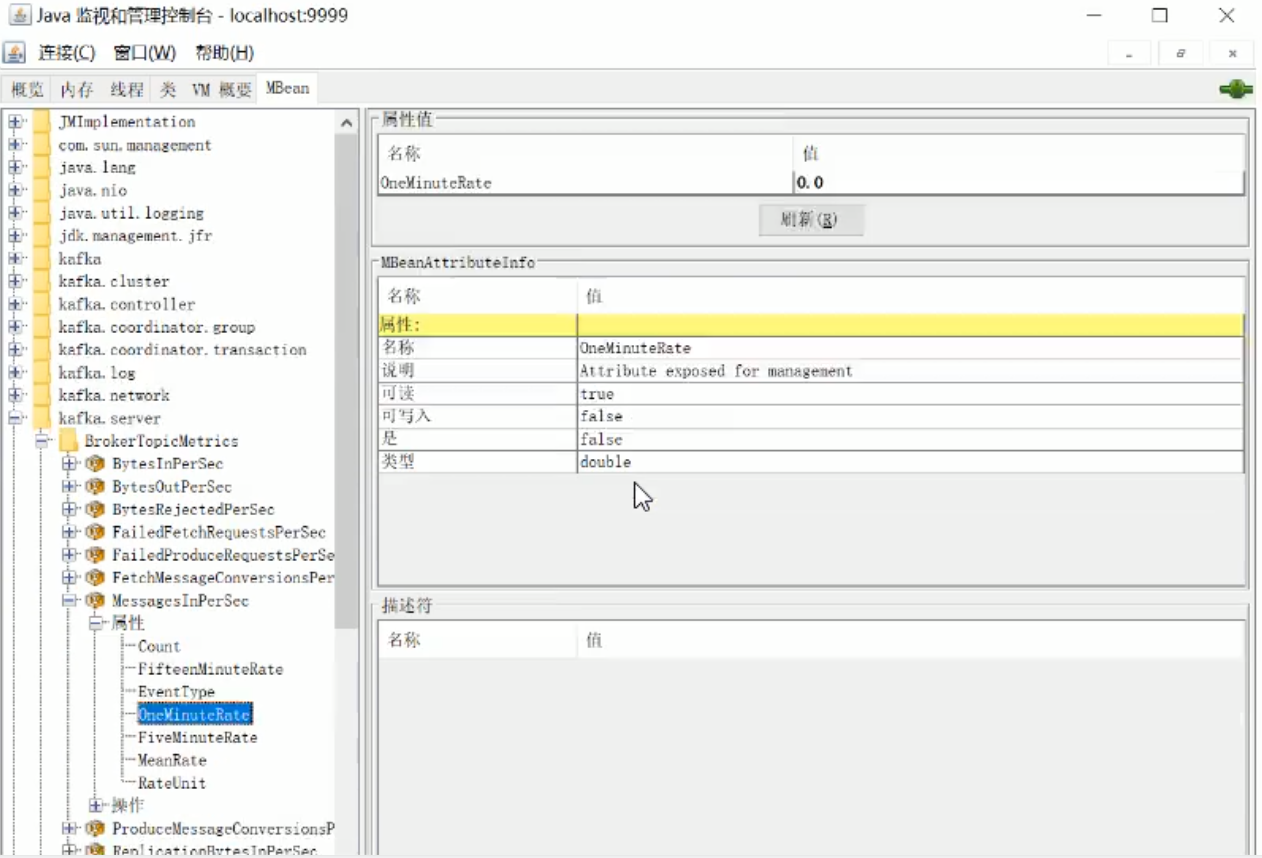 Java 监视和管理控制台 - localhost:9999
连接(C) 窗口(W) 帮助(H)
概览 内存 线程 类 VM 概要 MBean
JMImplementation
com.sun.management
java.lang
java.nio
java.util.logging
jdk.management.jfr
kafka
kafka.cluster
kafka.controller
kafka.coordinator.group
kafka.coordinator.transaction
kafka.log
kafka.network
kafka.server
BrokerTopicMetrics
BytesInPerSec
BytesOutPerSec
BytesRejectedPerSec
FailedFetchRequestsPerSec
FailedProduceRequestsPerSe
FetchMessageConversionsPer
MessagesInPerSec
属性
Count
FifteenMinuteRate
EventType
OneMinuteRate
FiveMinuteRate
MeanRate
RateUnit
操作
ProduceMessageConversionsP
ReplicationBytesInPerSec
属性值
名称 值
OneMinuteRate 0.0
刷新(R)
MBeanAttributeInfo
名称 值
属性:
名称 OneMinuteRate
说明 Attribute exposed for management
可读 true
可写入 false
是 false
类型 double
描述符
名称 值